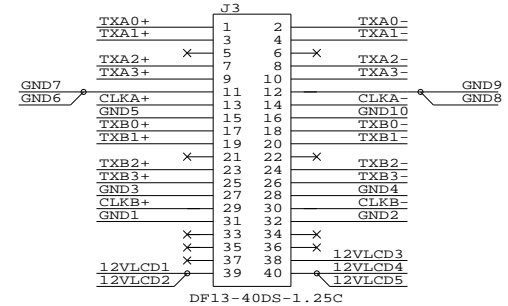 J3
TXA0+ 1 2 TXA0-
TXA1+ 3 4 TXA1-
5 6
TXA2+ 7 8 TXA2-
TXA3+ 9 10 TXA3-
GND7 11 12 GND9
GND6 CLKA+ 13 14 CLKA- GND8
GND5 15 16 GND10
TXB0+ 17 18 TXB0-
TXB1+ 19 20 TXB1-
21 22
TXB2+ 23 24 TXB2-
TXB3+ 25 26 TXB3-
GND3 27 28 GND4
CLKB+ 29 30 CLKB-
GND1 31 32 GND2
33 34
35 36
37 38 12VLCD3
12VLCD1 39 40 12VLCD4
12VLCD2 12VLCD5
DF13-40DS-1.25C